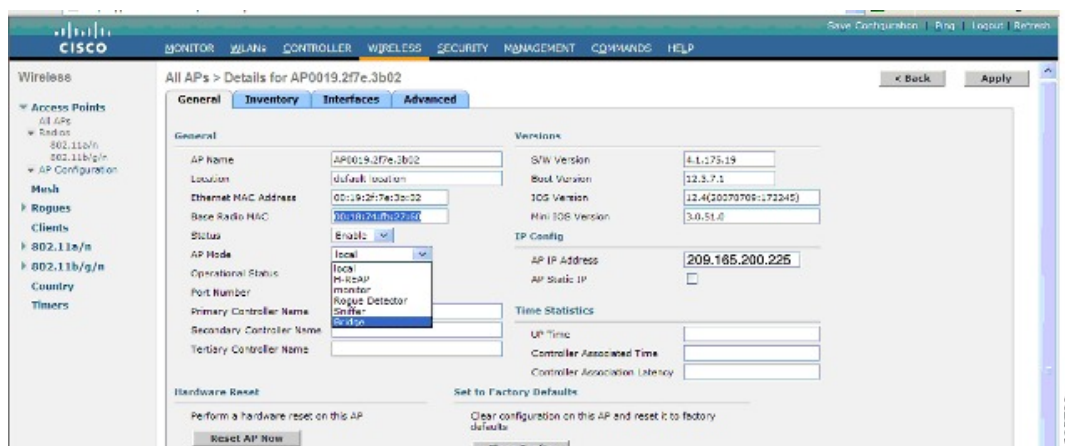 Save Configuration | Ping | Logout | Refresh
CISCO
MONITOR WLANs CONTROLLER WIRELESS SECURITY MANAGEMENT COMMANDS HELP
Wireless
All APs > Details for AP0019.2f7e.3b02
< Back
Apply
Access Points
All APs
Radios
802.11a/n
802.11b/g/n
AP Configuration
Mesh
Rogues
Clients
802.11a/n
802.11b/g/n
Country
Timers
General Inventory Interfaces Advanced
General
AP Name AP0019.2f7e.3b02
Location default location
Ethernet MAC Address
Base Radio MAC
Status Enable
AP Mode local
local
H-REAP
monitor
Rogue Detector
Sniffer
Bridge
Operational Status
Port Number
Primary Controller Name
Secondary Controller Name
Tertiary Controller Name
Versions
S/W Version 4.1.175.19
Boot Version 12.3.7.1
IOS Version 12.4(20070709:172245)
Mini IOS Version 3.0.51.0
IP Config
AP IP Address 209.165.200.225
AP Static IP
Time Statistics
UP Time
Controller Associated Time
Controller Association Latency
Hardware Reset
Perform a hardware reset on this AP
Reset AP Now
Set to Factory Defaults
Clear configuration on this AP and reset it to factory
defaults